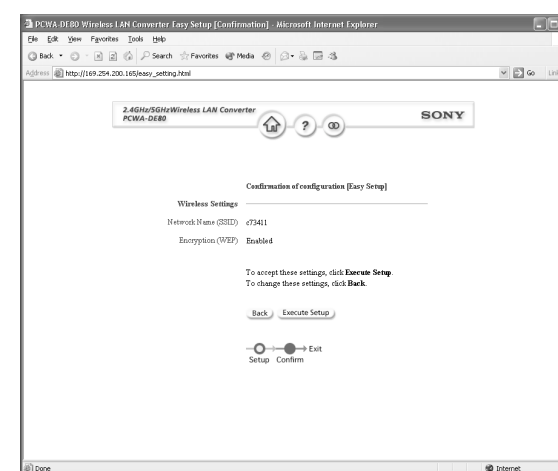 PCWA-DE80 Wireless LAN Converter Easy Setup [Confirmation] - Microsoft Internet Explorer
File Edit View Favorites Tools Help
Back Search Favorites Media
Address http://169.254.200.165/easy_setting.html Go Link
2.4GHz/5GHzWireless LAN Converter
PCWA-DE80
?
SONY
Confirmation of configuration [Easy Setup]
Wireless Settings
Network Name (SSID) c73411
Encryption (WEP) Enabled
To accept these settings, click Execute Setup.
To change these settings, click Back.
Back Execute Setup
Exit
Setup Confirm
Done Internet